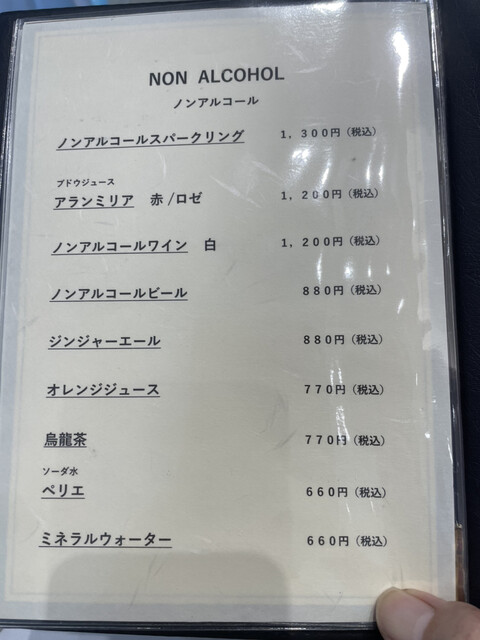 NON ALCOHOL
ノンアルコール
ノンアルコールスパークリング 1,300円（税込）
ブドウジュース
アランミリア 赤/ロゼ 1,200円（税込）
ノンアルコールワイン 白 1,200円（税込）
ノンアルコールビール 880円（税込）
ジンジャーエール 880円（税込）
オレンジジュース 770円（税込）
烏龍茶 770円（税込）
ソーダ水
ペリエ 660円（税込）
ミネラルウォーター 660円（税込）